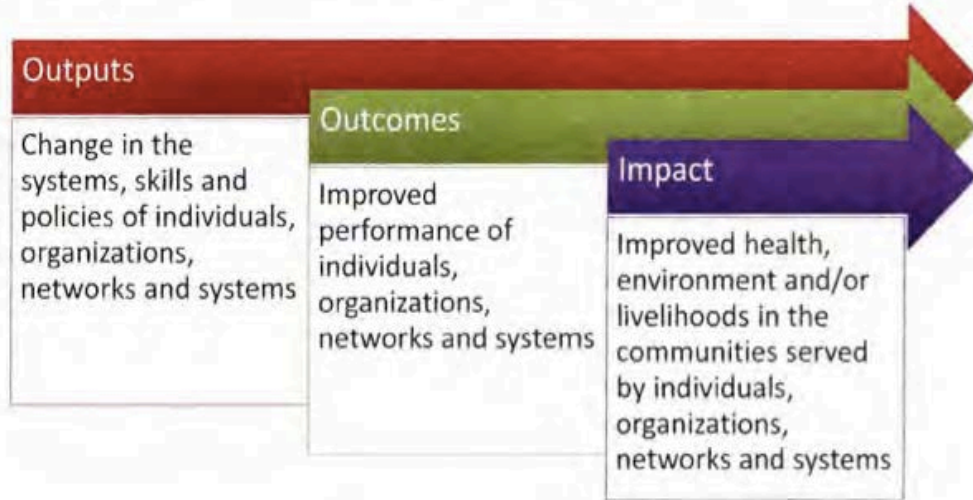 Outputs
Change in the
systems, skills and
policies of individuals,
organizations,
networks and systems
Outcomes
Improved
performance of
individuals,
organizations,
networks and systems
Impact
Improved health,
environment and/or
livelihoods in the
communities served
by individuals,
organizations,
networks and systems